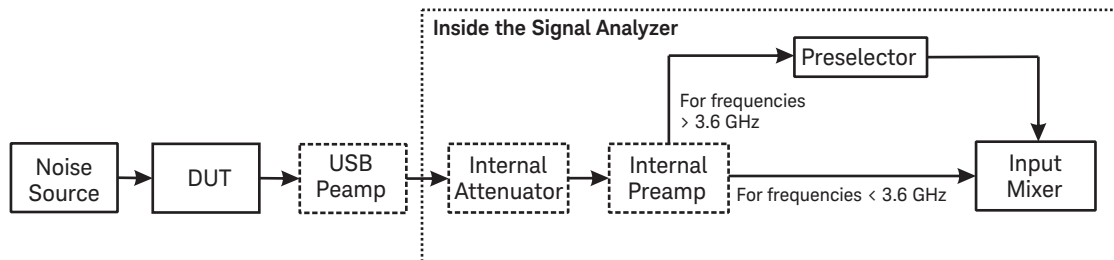 Inside the Signal Analyzer
Preselector
For frequencies
> 3.6 GHz
Noise
Source
DUT
USB
Peamp
Internal
Attenuator
Internal
Preamp
For frequencies < 3.6 GHz
Input
Mixer